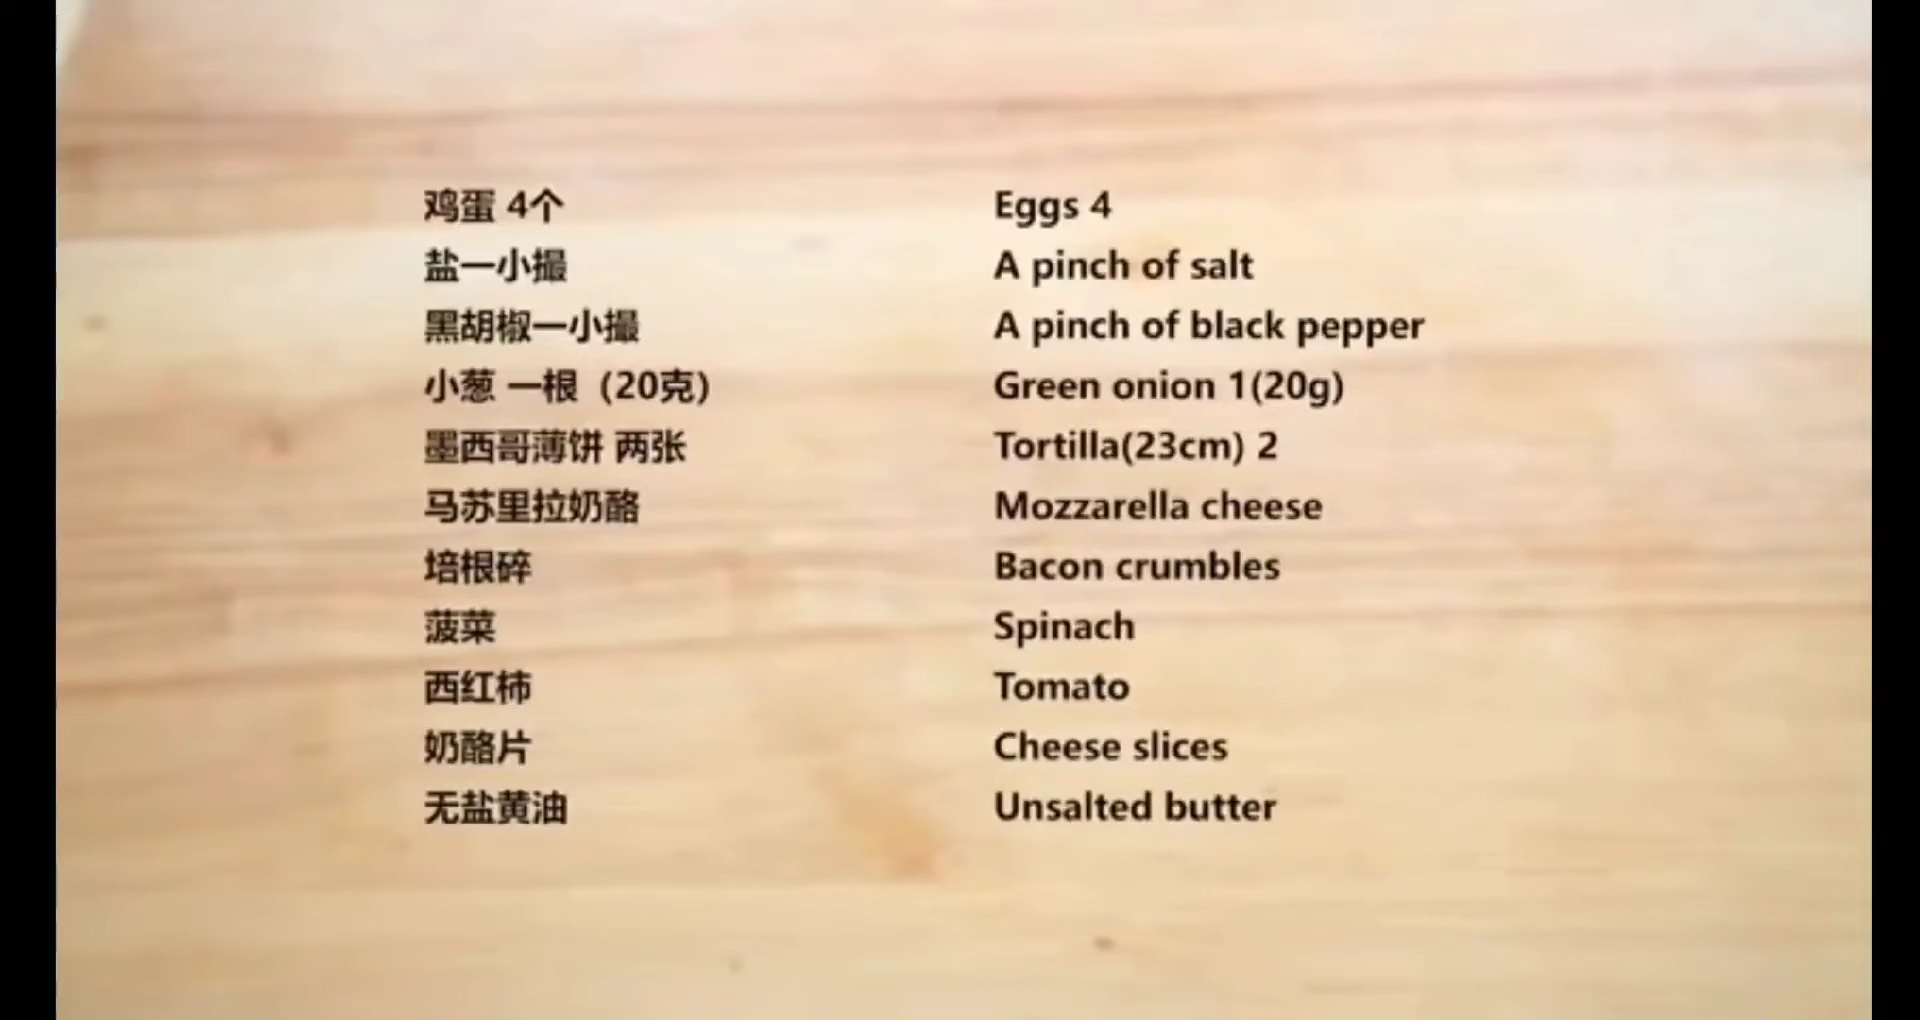 鸡蛋 4个
盐一小撮
黑胡椒一小撮
小葱 一根（20克）
墨西哥薄饼 两张
马苏里拉奶酪
培根碎
菠菜
西红柿
奶酪片
无盐黄油
Eggs 4
A pinch of salt
A pinch of black pepper
Green onion 1(20g)
Tortilla(23cm) 2
Mozzarella cheese
Bacon crumbles
Spinach
Tomato
Cheese slices
Unsalted butter